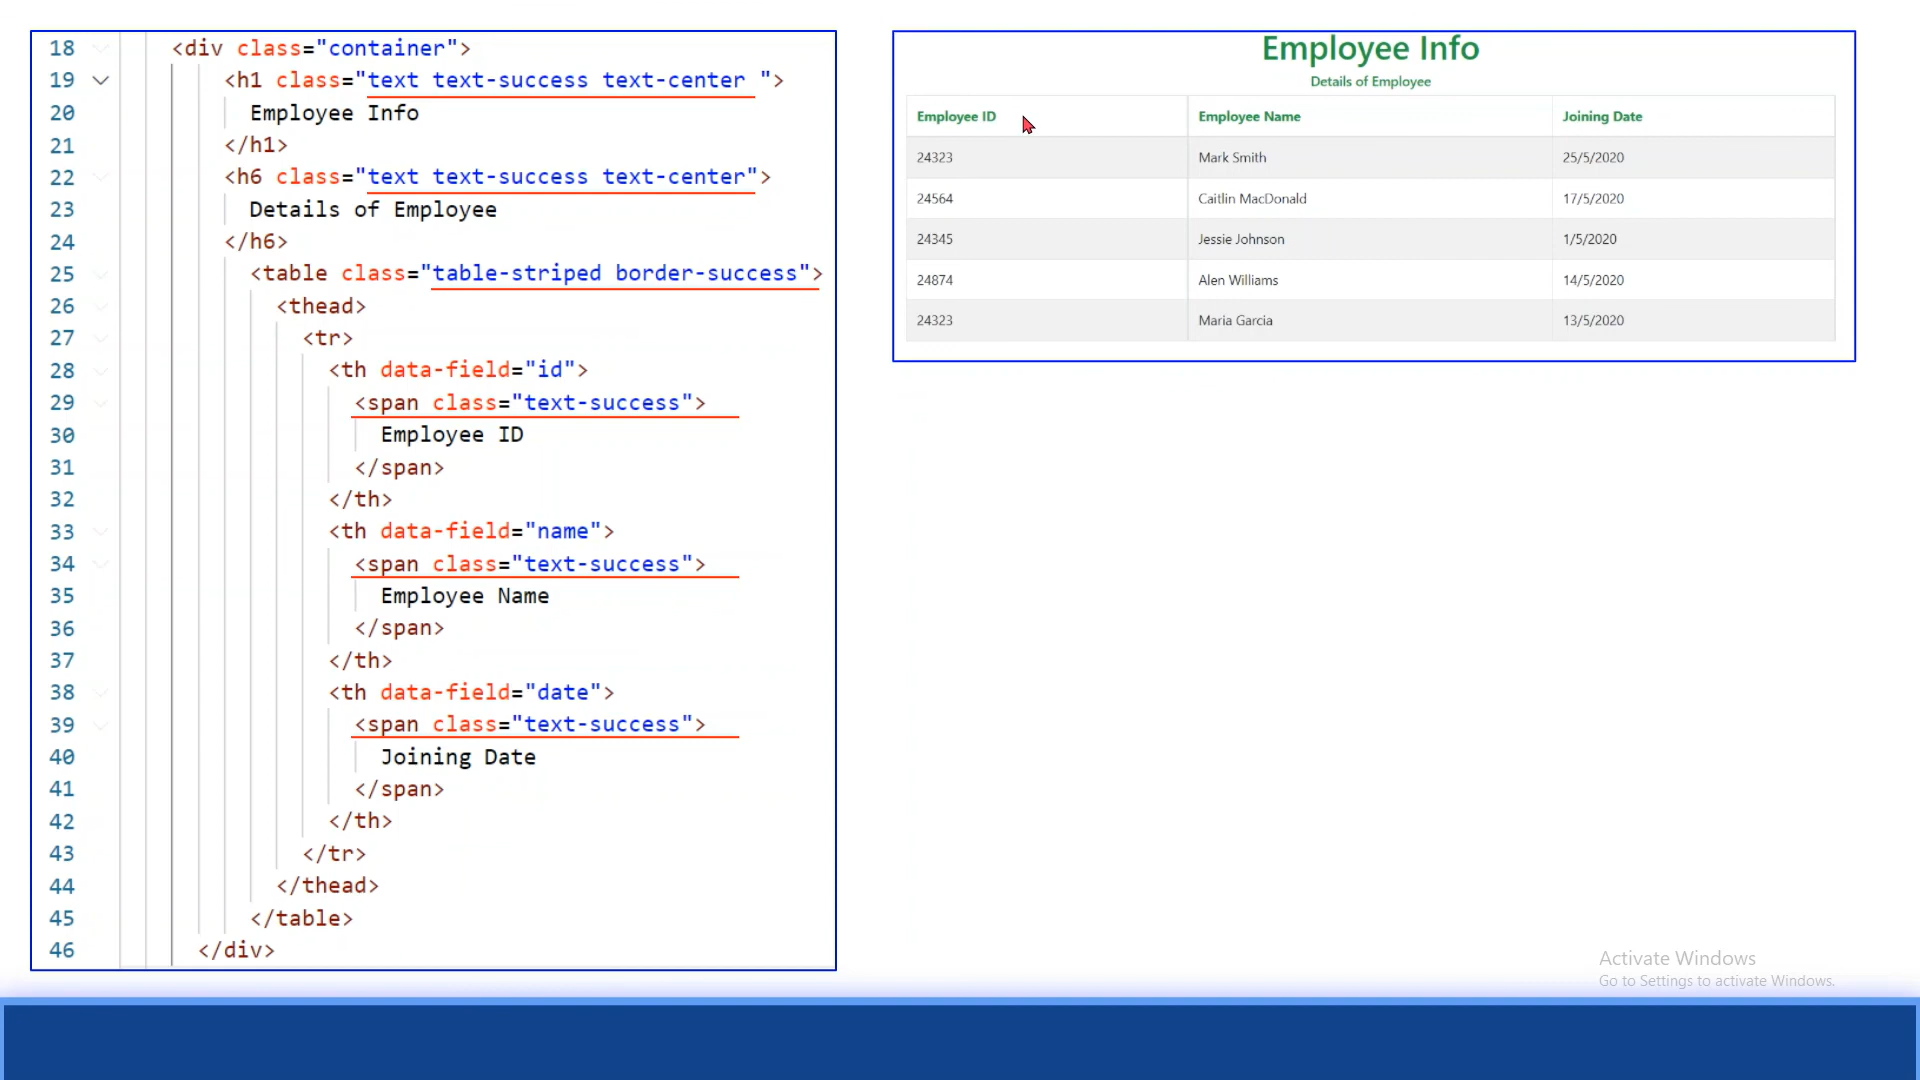 18 <div class="container">
19 <h1 class="text text-success text-center ">
20 Employee Info
21 </h1>
22 <h6 class="text text-success text-center">
23 Details of Employee
24 </h6>
25 <table class="table-striped border-success">
26 <thead>
27 <tr>
28 <th data-field="id">
29 <span class="text-success">
30 Employee ID
31 </span>
32 </th>
33 <th data-field="name">
34 <span class="text-success">
35 Employee Name
36 </span>
37 </th>
38 <th data-field="date">
39 <span class="text-success">
40 Joining Date
41 </span>
42 </th>
43 </tr>
44 </thead>
45 </table>
46 </div>
Employee Info
Details of Employee
Employee ID Employee Name Joining Date
24323 Mark Smith 25/5/2020
24564 Caitlin MacDonald 17/5/2020
24345 Jessie Johnson 1/5/2020
24874 Alen Williams 14/5/2020
24323 Maria Garcia 13/5/2020
Activate Windows
Go to Settings to activate Windows.